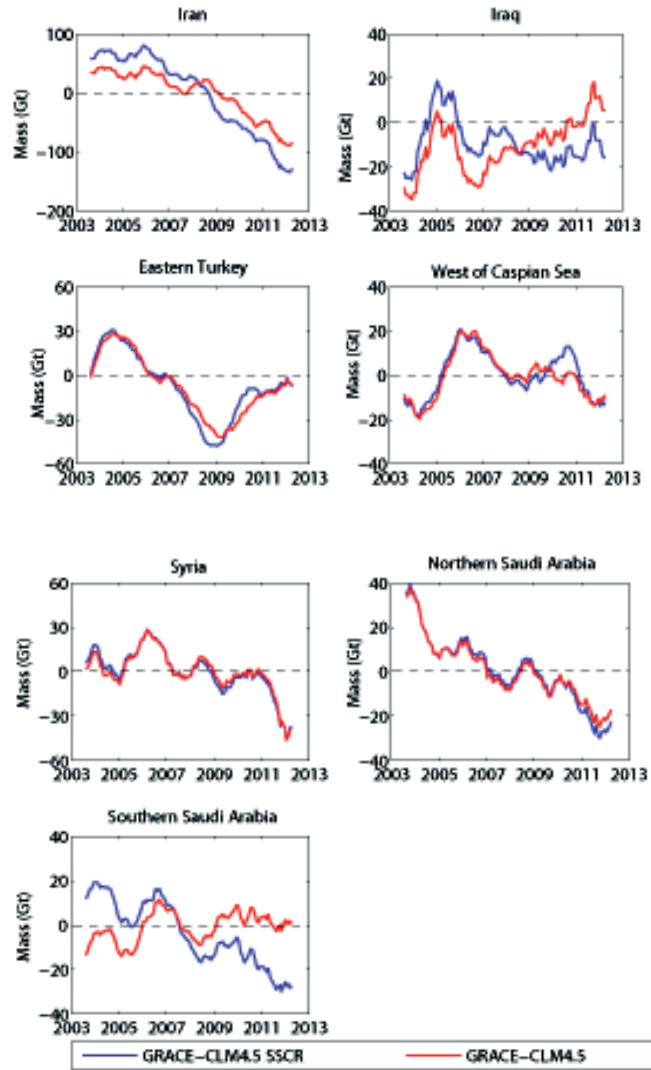 Iran
Iraq
Mass (Gt)
100
0
−100
−200
2003 2005 2007 2009 2011 2013
Mass (Gt)
40
20
0
−20
−40
2003 2005 2007 2009 2011 2013
Eastern Turkey
West of Caspian Sea
Mass (Gt)
60
30
0
−30
−60
2003 2005 2007 2009 2011 2013
Mass (Gt)
40
20
0
−20
−40
2003 2005 2007 2009 2011 2013
Syria
Northern Saudi Arabia
Mass (Gt)
60
30
0
−30
−60
2003 2005 2007 2009 2011 2013
Mass (Gt)
40
20
0
−20
−40
2003 2005 2007 2009 2011 2013
Southern Saudi Arabia
Mass (Gt)
40
20
0
−20
−40
2003 2005 2007 2009 2011 2013
GRACE−CLM4.5 SSCR
GRACE−CLM4.5